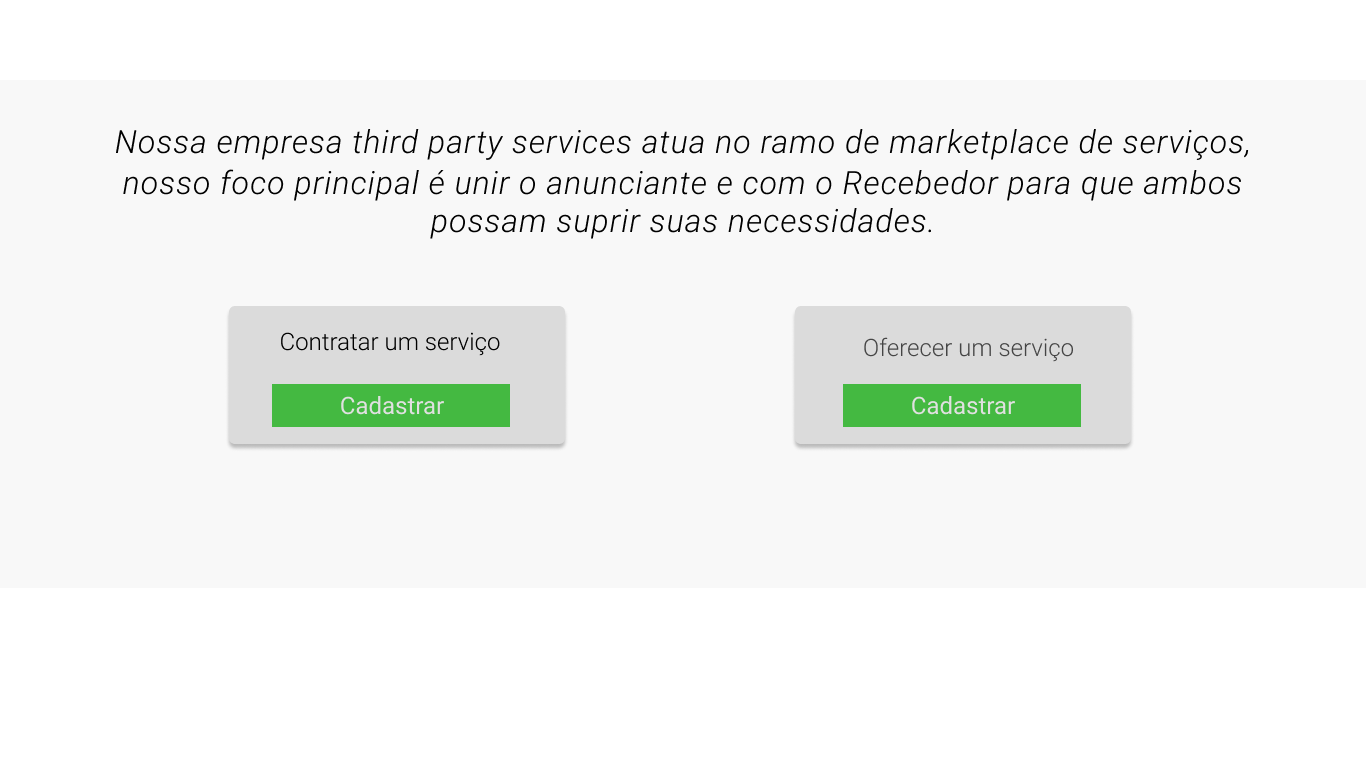 Nossa empresa third party services atua no ramo de marketplace de serviços,
nosso foco principal é unir o anunciante e com o Recebedor para que ambos
possam suprir suas necessidades.
Contratar um serviço
Oferecer um serviço
Cadastrar
Cadastrar